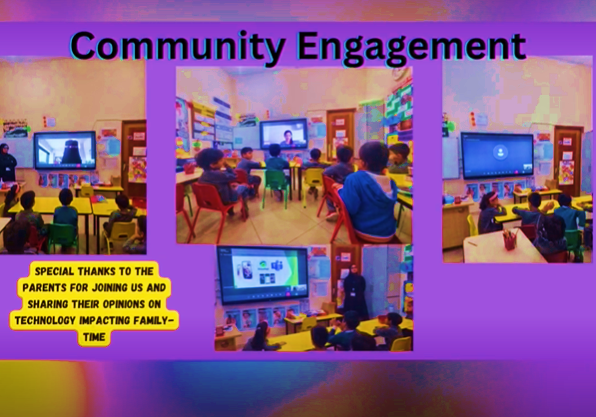 Community Engagement
SPECIAL THANKS TO THE
PARENTS FOR JOINING US AND
SHARING THEIR OPINIONS ON
TECHNOLOGY IMPACTING FAMILY-
TIME